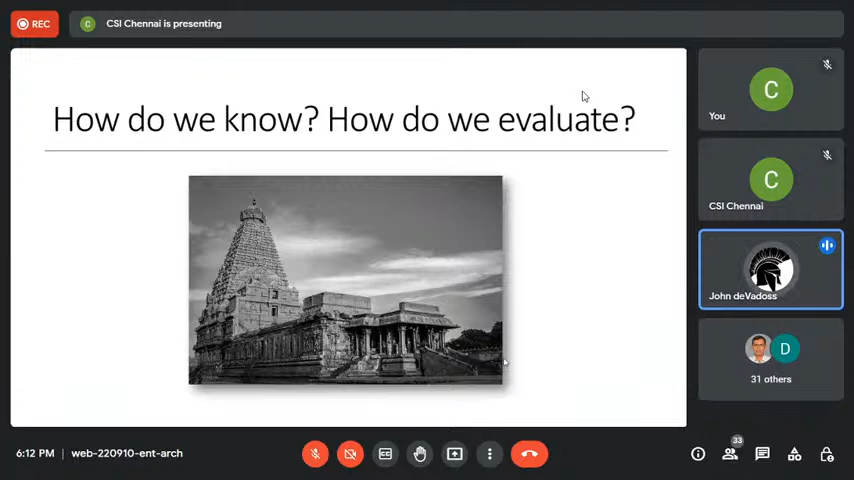 REC
C
CSI Chennai is presenting
How do we know? How do we evaluate?
C
You
C
CSI Chennai
John deVadoss
D
31 others
6:12 PM
web-220910-ent-arch
CC
33